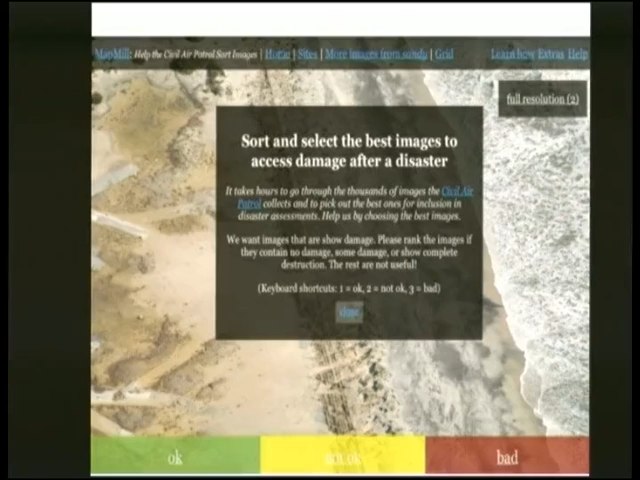 MapMill: Help the Civil Air Patrol Sort Images | Home | Sites | More images from sandy | Grid
Learn how Extras Help
full resolution (2)
Sort and select the best images to
access damage after a disaster
It takes hours to go through the thousands of images the Civil Air
Patrol collects and to pick out the best ones for inclusion in
disaster assessments. Help us by choosing the best images.
We want images that are show damage. Please rank the images if
they contain no damage, some damage, or show complete
destruction. The rest are not useful!
(Keyboard shortcuts: 1 = ok, 2 = not ok, 3 = bad)
close
ok
not ok
bad